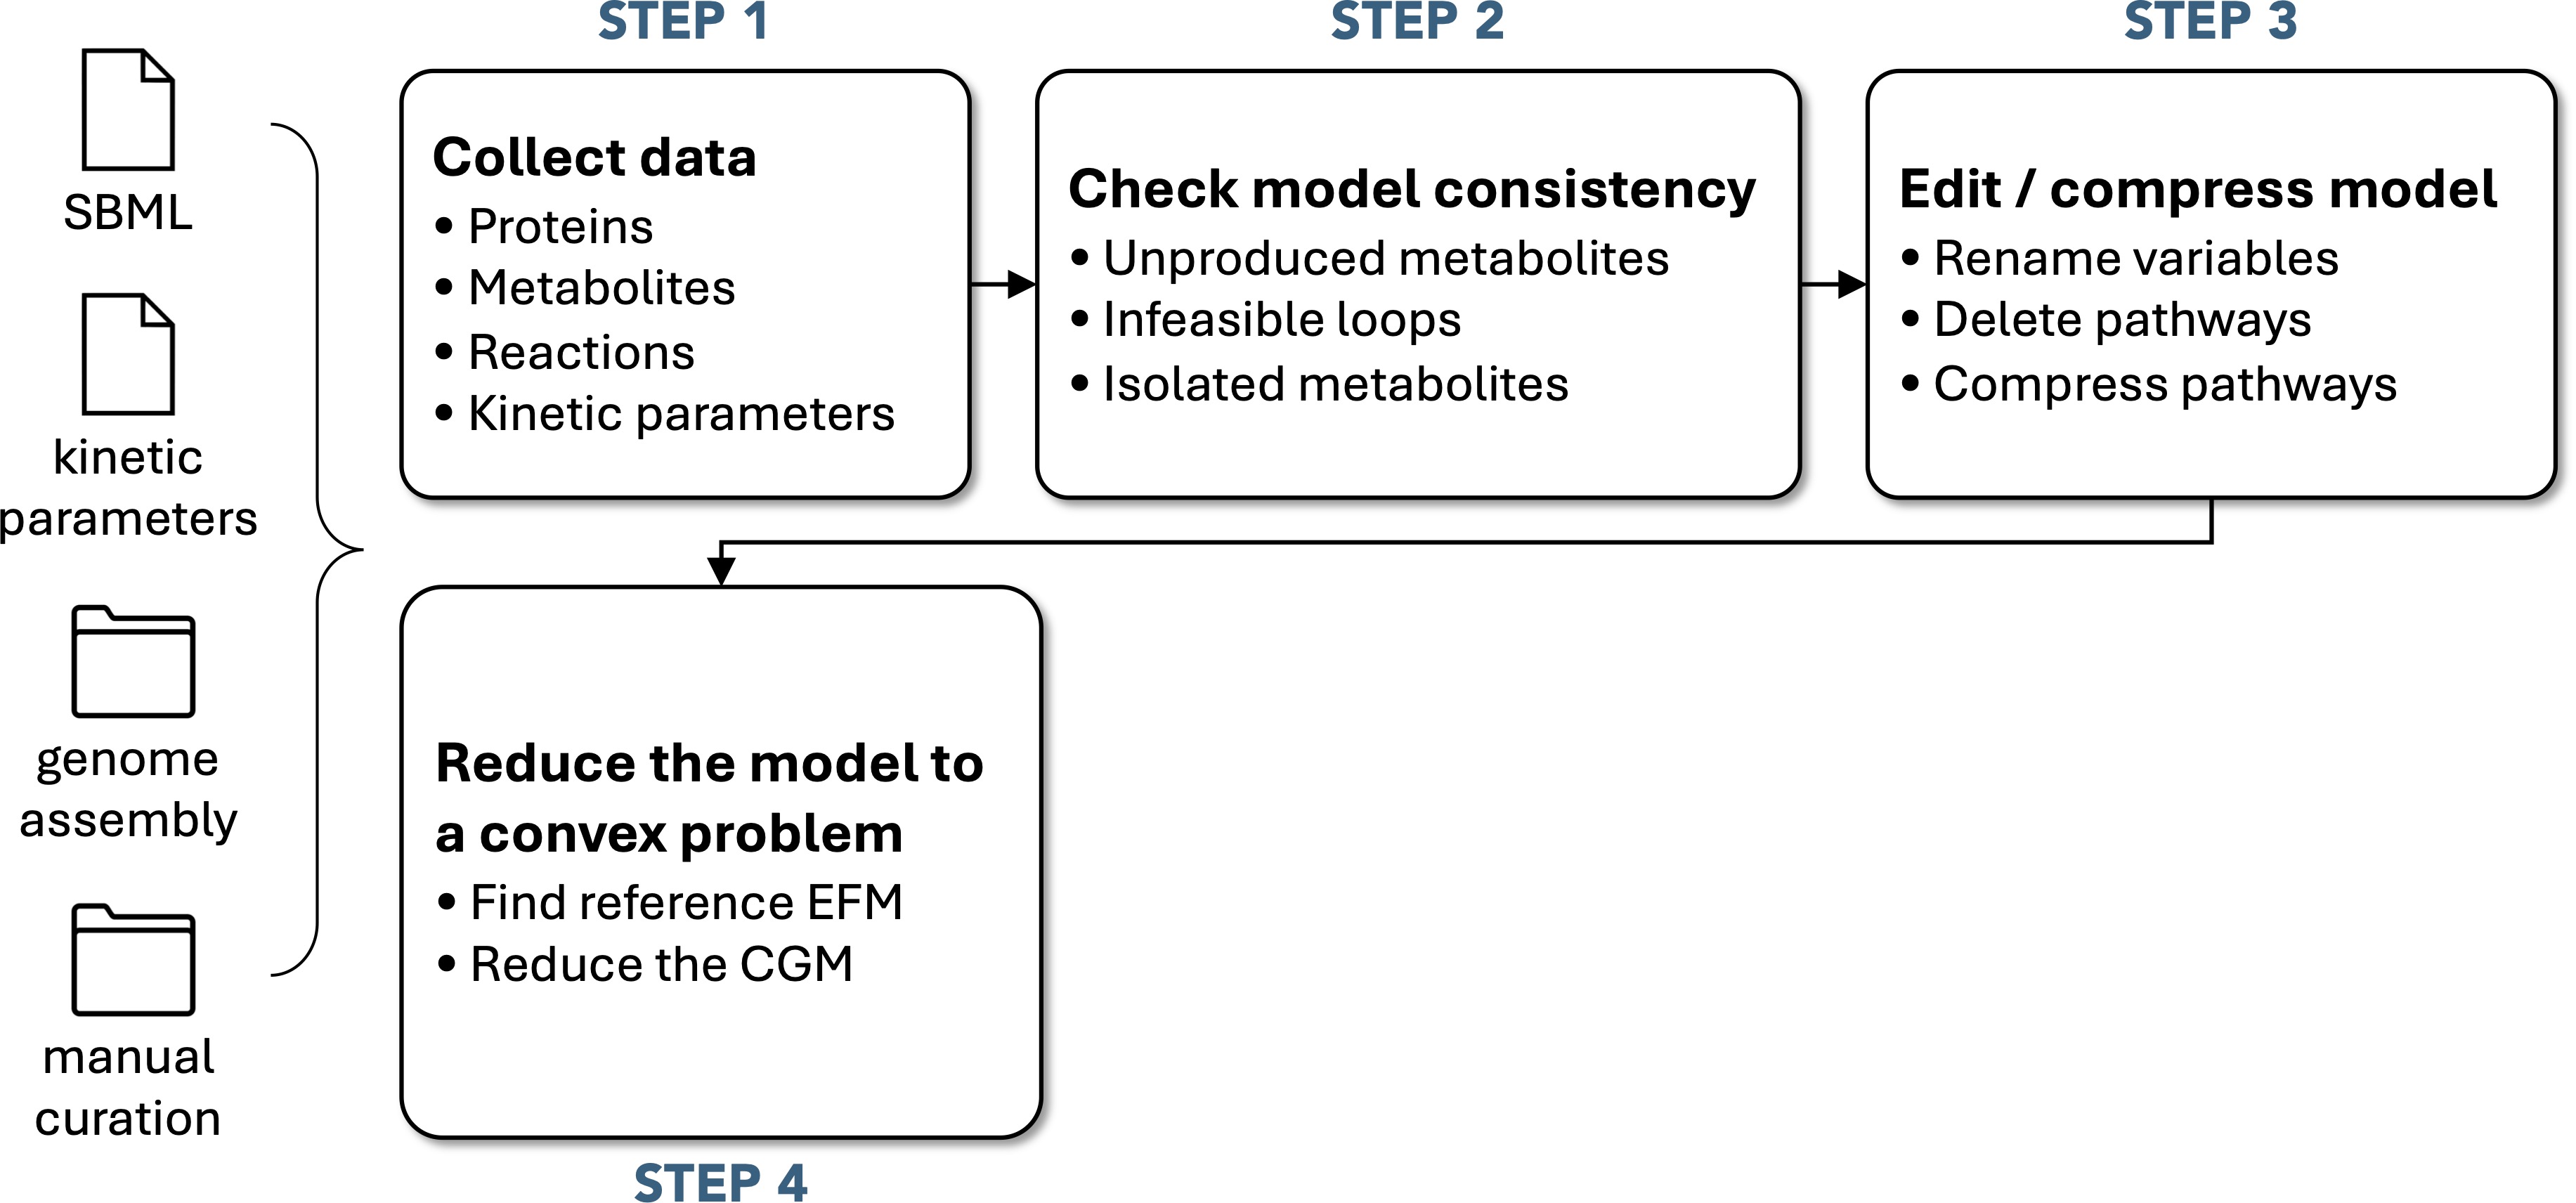 SBML
kinetic
parameters
genome
assembly
manual
curation
STEP 1
Collect data
• Proteins
• Metabolites
• Reactions
• Kinetic parameters
STEP 2
Check model consistency
• Unproduced metabolites
• Infeasible loops
• Isolated metabolites
STEP 3
Edit / compress model
• Rename variables
• Delete pathways
• Compress pathways
Reduce the model to
a convex problem
• Find reference EFM
• Reduce the CGM
STEP 4